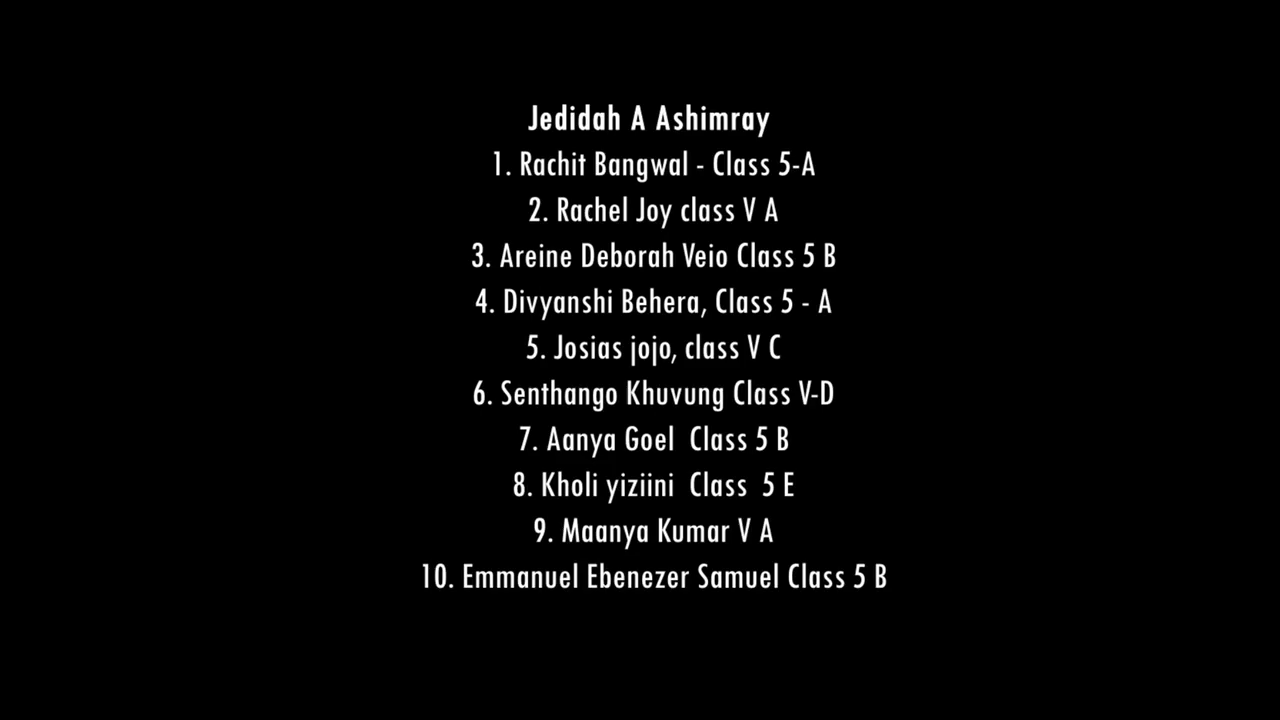 Jedidah A Ashimray
1. Rachit Bangwal - Class 5-A
2. Rachel Joy class V A
3. Areine Deborah Veio Class 5 B
4. Divyanshi Behera, Class 5 - A
5. Josias jojo, class V C
6. Senthango Khuvung Class V-D
7. Aanya Goel  Class 5 B
8. Kholi yiziini  Class  5 E
9. Maanya Kumar V A
10. Emmanuel Ebenezer Samuel Class 5 B